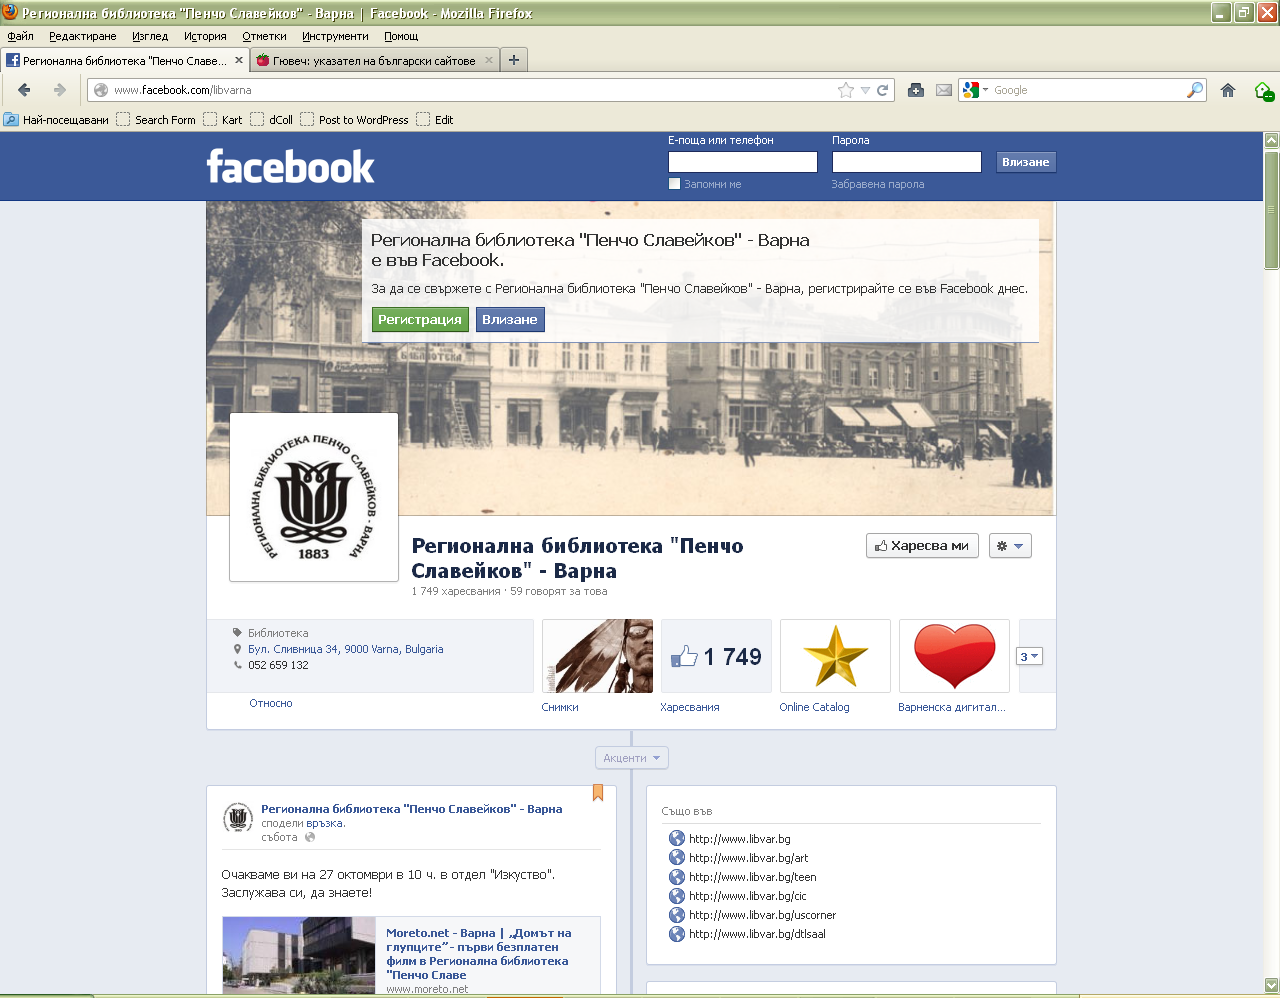 Регионална библиотека "Пенчо Славейков" - Варна | Facebook - Mozilla Firefox
Файл Редактиране Изглед История Отметки Инструменти Помощ
Регионална библиотека "Пенчо Славе... Гювеч: указател на български сайтове
www.facebook.com/libvarna Google
Най-посещавани Search Form Kart dColl Post to WordPress Edit
facebook
Е-поща или телефон Парола
Влизане
Запомни ме Забравена парола
Регионална библиотека "Пенчо Славейков" - Варна
е във Facebook.
За да се свържете с Регионална библиотека "Пенчо Славейков" - Варна, регистрирайте се във Facebook днес.
Регистрация Влизане
БИБЛИОТЕКА
РЕГИОНАЛНА БИБЛИОТЕКА ПЕНЧО СЛАВЕЙКОВ - ВАРНА
1883
Регионална библиотека "Пенчо
Славейков" - Варна
1 749 харесвания · 59 говорят за това
Харесва ми
Библиотека
Бул. Сливница 34, 9000 Varna, Bulgaria
052 659 132
Относно
1 749
3
Снимки Харесвания Online Catalog Варненска дигитал...
Акценти
Регионална библиотека "Пенчо Славейков" - Варна
сподели връзка.
събота
Очакваме ви на 27 октомври в 10 ч. в отдел "Изкуство".
Заслужава си, да знаете!
Moreto.net - Варна | „Домът на
глупците”- първи безплатен
филм в Регионална библиотека
"Пенчо Славе
www.moreto.net
Също във
http://www.libvar.bg
http://www.libvar.bg/art
http://www.libvar.bg/teen
http://www.libvar.bg/cic
http://www.libvar.bg/uscorner
http://www.libvar.bg/dtlsaal